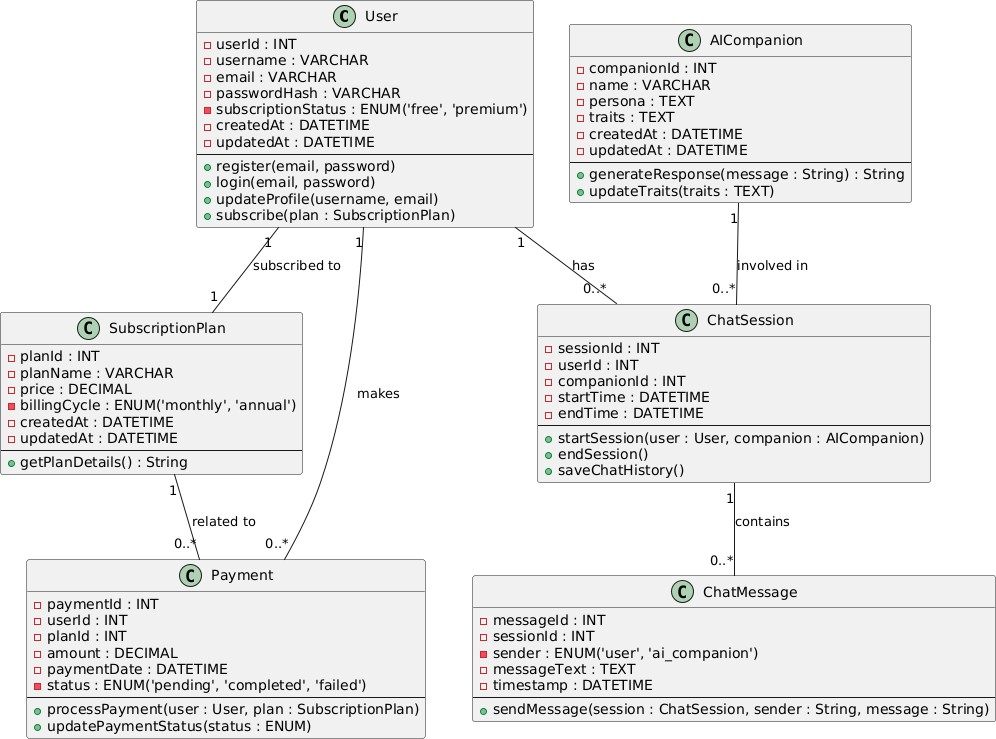 C User
userId : INT
username : VARCHAR
email : VARCHAR
passwordHash : VARCHAR
subscriptionStatus : ENUM('free', 'premium')
createdAt : DATETIME
updatedAt : DATETIME
register(email, password)
login(email, password)
updateProfile(username, email)
subscribe(plan : SubscriptionPlan)
C AICompanion
companionId : INT
name : VARCHAR
persona : TEXT
traits : TEXT
createdAt : DATETIME
updatedAt : DATETIME
generateResponse(message : String) : String
updateTraits(traits : TEXT)
1
subscribed to
1
1
makes
0..*
1
has
0..*
1
involved in
0..*
C SubscriptionPlan
planId : INT
planName : VARCHAR
price : DECIMAL
billingCycle : ENUM('monthly', 'annual')
createdAt : DATETIME
updatedAt : DATETIME
getPlanDetails() : String
C ChatSession
sessionId : INT
userId : INT
companionId : INT
startTime : DATETIME
endTime : DATETIME
startSession(user : User, companion : AICompanion)
endSession()
saveChatHistory()
1
related to
0..*
1
contains
0..*
C Payment
paymentId : INT
userId : INT
planId : INT
amount : DECIMAL
paymentDate : DATETIME
status : ENUM('pending', 'completed', 'failed')
processPayment(user : User, plan : SubscriptionPlan)
updatePaymentStatus(status : ENUM)
C ChatMessage
messageId : INT
sessionId : INT
sender : ENUM('user', 'ai_companion')
messageText : TEXT
timestamp : DATETIME
sendMessage(session : ChatSession, sender : String, message : String)